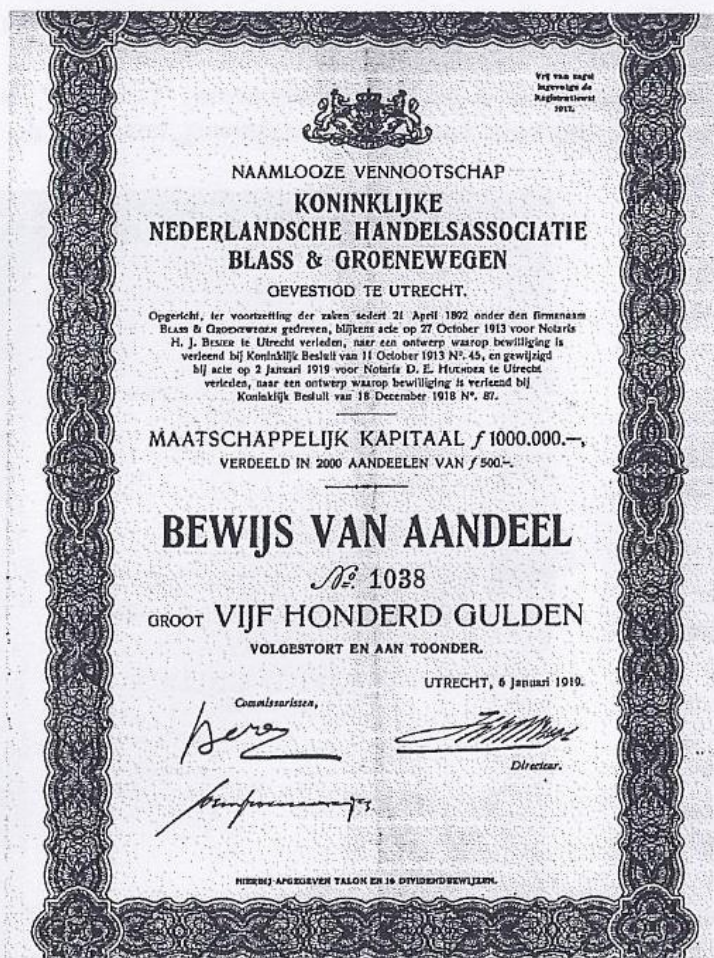 Vrij van zegel
ingevolge de
Registratiewet
1917.
NAAMLOOZE VENNOOTSCHAP
KONINKLIJKE
NEDERLANDSCHE HANDELSASSOCIATIE
BLASS & GROENEWEGEN
GEVESTIGD TE UTRECHT.
Opgericht, ter voortzetting der zaken sedert 21 April 1892 onder den firmanaam
BLASS & GROENEWEGEN gedreven, blijkens acte op 27 October 1913 voor Notaris
H. J. BESIER te Utrecht verleden, naar een ontwerp waarop bewilliging is
verleend bij Koninklijk Besluit van 11 October 1913 Nº. 45, en gewijzigd
bij acte op 2 Januari 1919 voor Notaris D. E. te Utrecht
verleden, naar een ontwerp waarop bewilliging is verleend bij
Koninklijk Besluit van 18 December 1918 Nº. 87.
MAATSCHAPPELIJK KAPITAAL ƒ 1000.000.—,
VERDEELD IN 2000 AANDEELEN VAN ƒ 500.—.
BEWIJS VAN AANDEEL
Nº. 1038
GROOT VIJF HONDERD GULDEN
VOLGESTORT EN AAN TOONDER.
UTRECHT, 6 Januari 1919.
Commissarissen,
Directeur.
HIERBIJ AFGEGEVEN TALON EN 16 DIVIDENDBEWIJZEN.